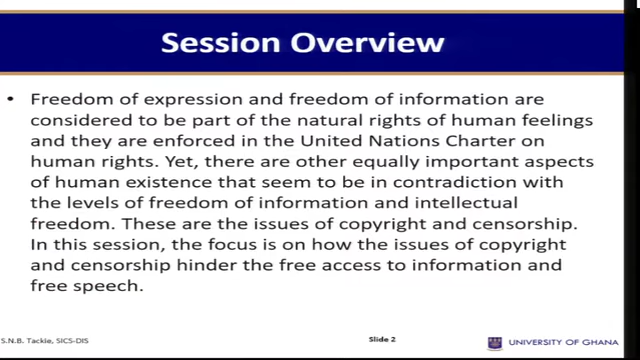 Session Overview
• Freedom of expression and freedom of information are
considered to be part of the natural rights of human feelings
and they are enforced in the United Nations Charter on
human rights. Yet, there are other equally important aspects
of human existence that seem to be in contradiction with
the levels of freedom of information and intellectual
freedom. These are the issues of copyright and censorship.
In this session, the focus is on how the issues of copyright
and censorship hinder the free access to information and
free speech.
S.N.B. Tackie, SICS-DIS
Slide 2
UNIVERSITY OF GHANA